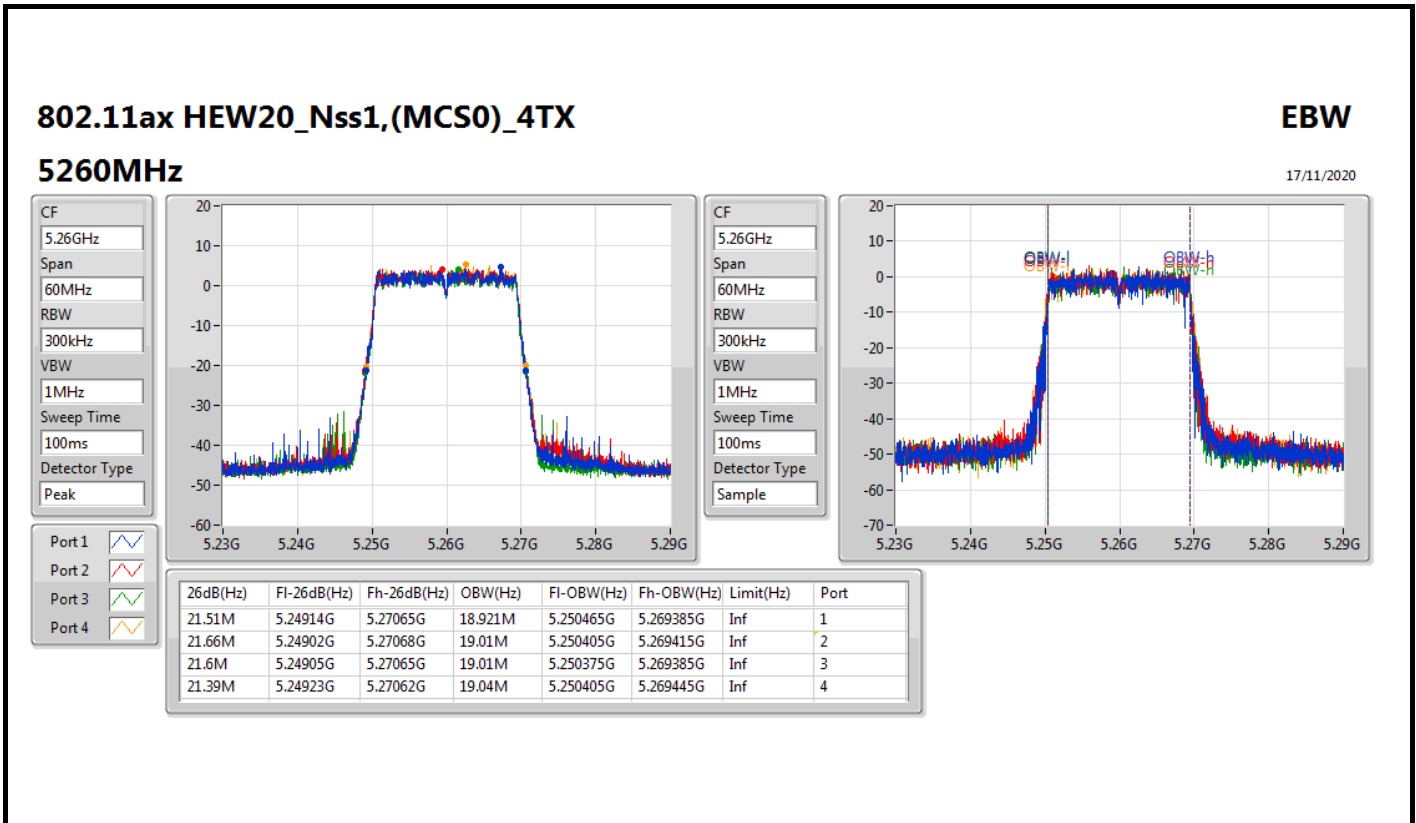 802.11ax HEW20_Nss1,(MCS0)_4TX
EBW
5260MHz
17/11/2020
CF
5.26GHz
Span
60MHz
RBW
300kHz
VBW
1MHz
Sweep Time
100ms
Detector Type
Peak
20
10
0
-10
-20
-30
-40
-50
-60
5.23G 5.24G 5.25G 5.26G 5.27G 5.28G 5.29G
CF
5.26GHz
Span
60MHz
RBW
300kHz
VBW
1MHz
Sweep Time
100ms
Detector Type
Sample
20
10
0
-10
-20
-30
-40
-50
-60
-70
OBW-l OBW-h
5.23G 5.24G 5.25G 5.26G 5.27G 5.28G 5.29G
Port 1
Port 2
Port 3
Port 4
26dB(Hz) Fl-26dB(Hz) Fh-26dB(Hz) OBW(Hz) Fl-OBW(Hz) Fh-OBW(Hz) Limit(Hz) Port
21.51M 5.24914G 5.27065G 18.921M 5.250465G 5.269385G Inf 1
21.66M 5.24902G 5.27068G 19.01M 5.250405G 5.269415G Inf 2
21.6M 5.24905G 5.27065G 19.01M 5.250375G 5.269385G Inf 3
21.39M 5.24923G 5.27062G 19.04M 5.250405G 5.269445G Inf 4